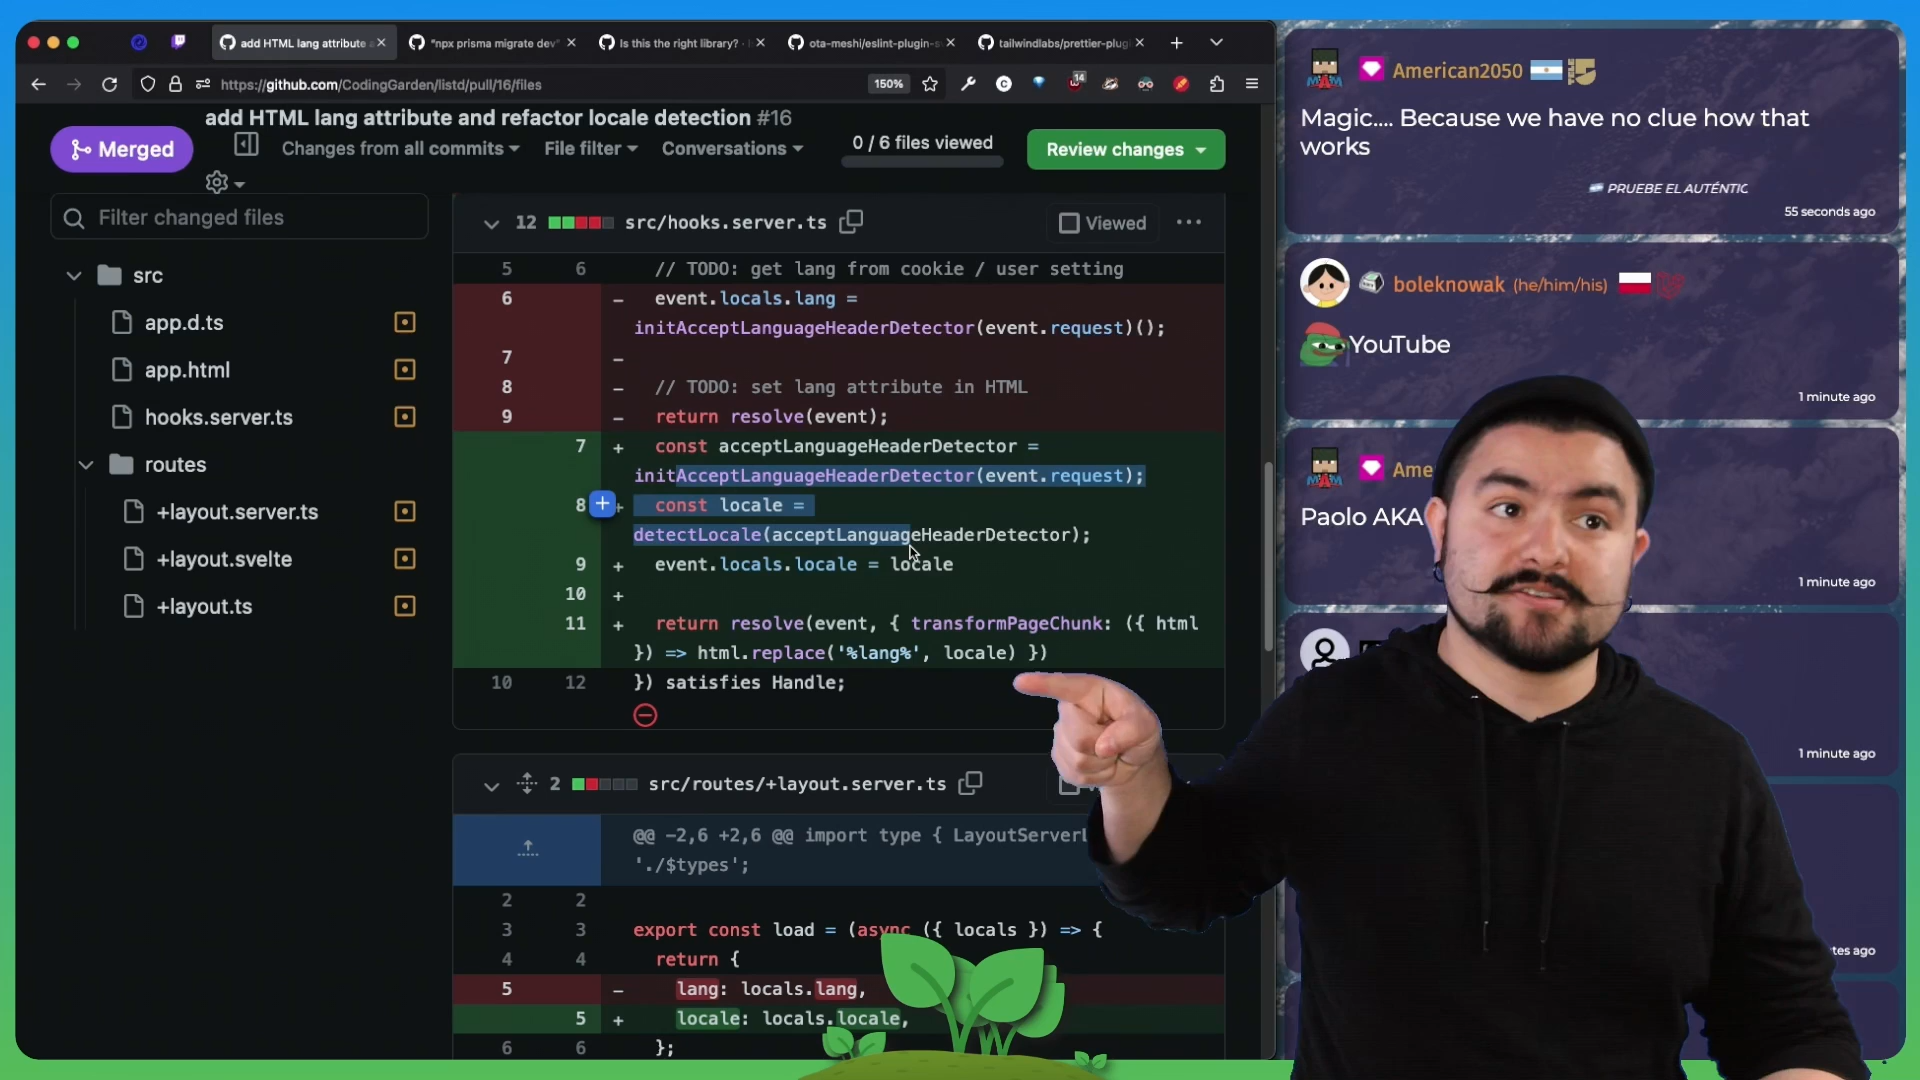 add HTML lang attribute a
"npx prisma migrate dev"
Is this the right library? ·
ota-meshi/eslint-plugin-s
tailwindlabs/prettier-plug
https://github.com/CodingGarden/listd/pull/16/files
150%
14
add HTML lang attribute and refactor locale detection #16
Merged
Changes from all commits
File filter
Conversations
0 / 6 files viewed
Review changes
Filter changed files
src
app.d.ts
app.html
hooks.server.ts
routes
+layout.server.ts
+layout.svelte
+layout.ts
12 src/hooks.server.ts
Viewed
5 6 // TODO: get lang from cookie / user setting
6 - event.locals.lang =
initAcceptLanguageHeaderDetector(event.request)();
7 -
8 - // TODO: set lang attribute in HTML
9 - return resolve(event);
7 + const acceptLanguageHeaderDetector =
initAcceptLanguageHeaderDetector(event.request);
8 + const locale =
detectLocale(acceptLanguageHeaderDetector);
9 + event.locals.locale = locale
10 +
11 + return resolve(event, { transformPageChunk: ({ html
}) => html.replace('%lang%', locale) })
10 12 }) satisfies Handle;
2 src/routes/+layout.server.ts
@@ -2,6 +2,6 @@ import type { LayoutServerL
'./$types';
2 2
3 3 export const load = (async ({ locals }) => {
4 4 return {
5 - lang: locals.lang,
5 + locale: locals.locale,
6 6 };
American2050
Magic.... Because we have no clue how that
works
PRUEBE EL AUTÉNTIC
55 seconds ago
boleknowak (he/him/his)
YouTube
1 minute ago
Ame
Paolo AKA
1 minute ago
1 minute ago
tes ago